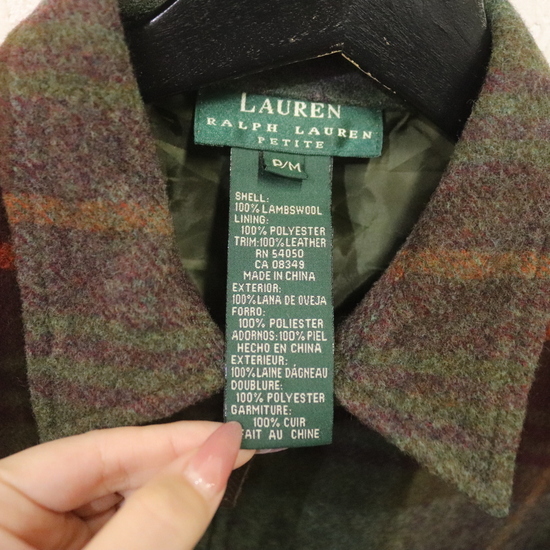 LAUREN
RALPH LAUREN
PETITE
P/M
SHELL:
100% LAMBSWOOL
LINING:
100% POLYESTER
TRIM:100% LEATHER
RN 54050
CA 08349
MADE IN CHINA
EXTERIOR:
100% LANA DE OVEJA
FORRO:
100% POLIESTER
ADORNOS:100% PIEL
HECHO EN CHINA
EXTERIEUR:
100% LAINE DÁGNEAU
DOUBLURE:
100% POLYESTER
GARMITURE:
100% CUIR
FAIT AU CHINE